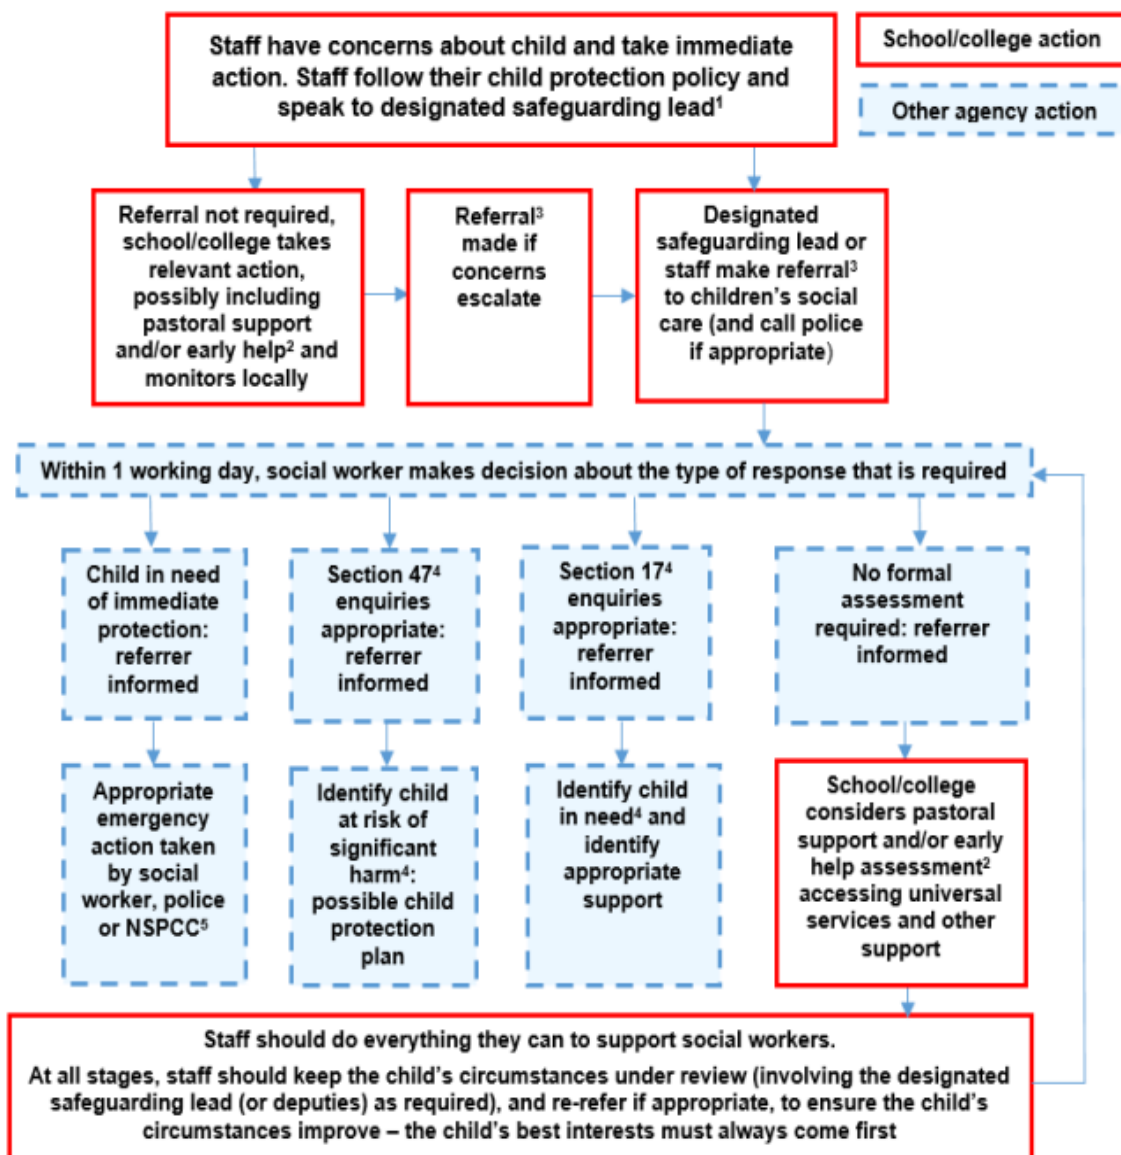 Staff have concerns about child and take immediate
action. Staff follow their child protection policy and
speak to designated safeguarding lead¹
School/college action
Other agency action
Referral not required,
school/college takes
relevant action,
possibly including
pastoral support
and/or early help² and
monitors locally
Referral³
made if
concerns
escalate
Designated
safeguarding lead or
staff make referral³
to children's social
care (and call police
if appropriate)
Within 1 working day, social worker makes decision about the type of response that is required
Child in need
of immediate
protection:
referrer
informed
Section 47⁴
enquiries
appropriate:
referrer
informed
Section 17⁴
enquiries
appropriate:
referrer
informed
No formal
assessment
required: referrer
informed
Appropriate
emergency
action taken
by social
worker, police
or NSPCC⁵
Identify child
at risk of
significant
harm⁴:
possible child
protection
plan
Identify child
in need⁴ and
identify
appropriate
support
School/college
considers pastoral
support and/or early
help assessment²
accessing universal
services and other
support
Staff should do everything they can to support social workers.
At all stages, staff should keep the child's circumstances under review (involving the designated
safeguarding lead (or deputies) as required), and re-refer if appropriate, to ensure the child's
circumstances improve – the child's best interests must always come first